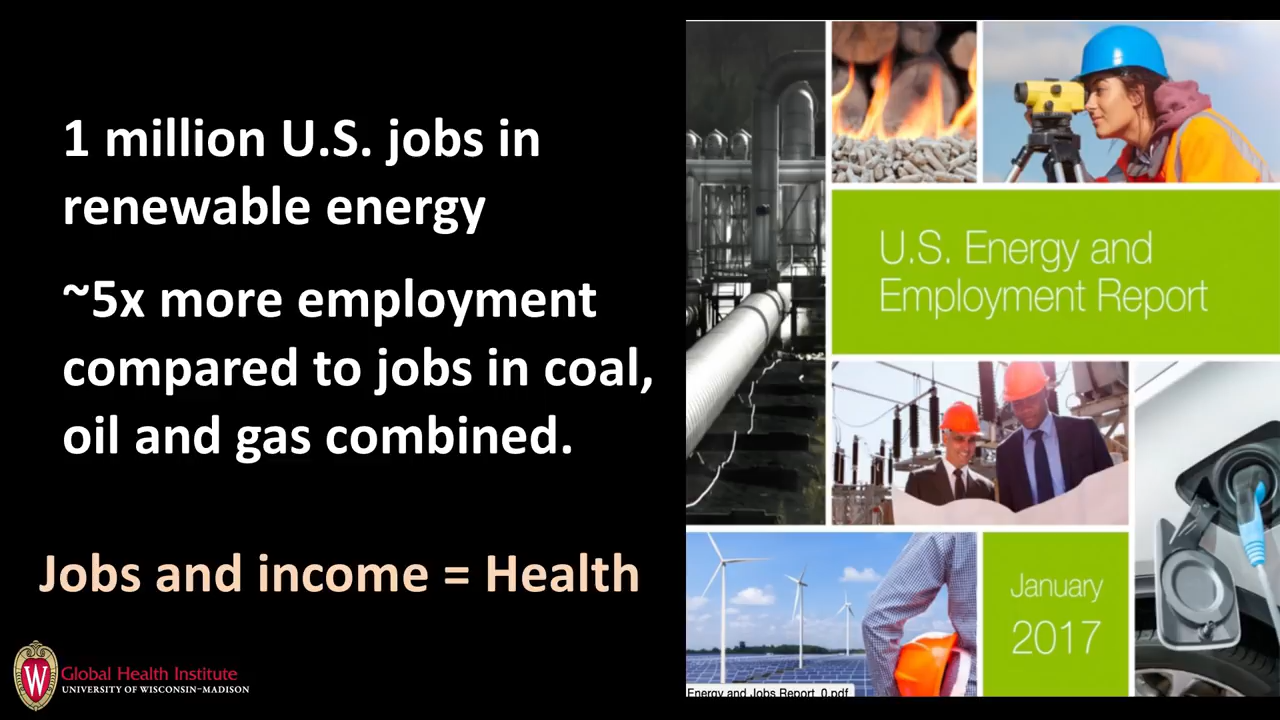 1 million U.S. jobs in
renewable energy
~5x more employment
compared to jobs in coal,
oil and gas combined.
Jobs and income = Health
W
Global Health Institute
UNIVERSITY OF WISCONSIN-MADISON
U.S. Energy and
Employment Report
January
2017
Energy and Jobs Report_0.pdf